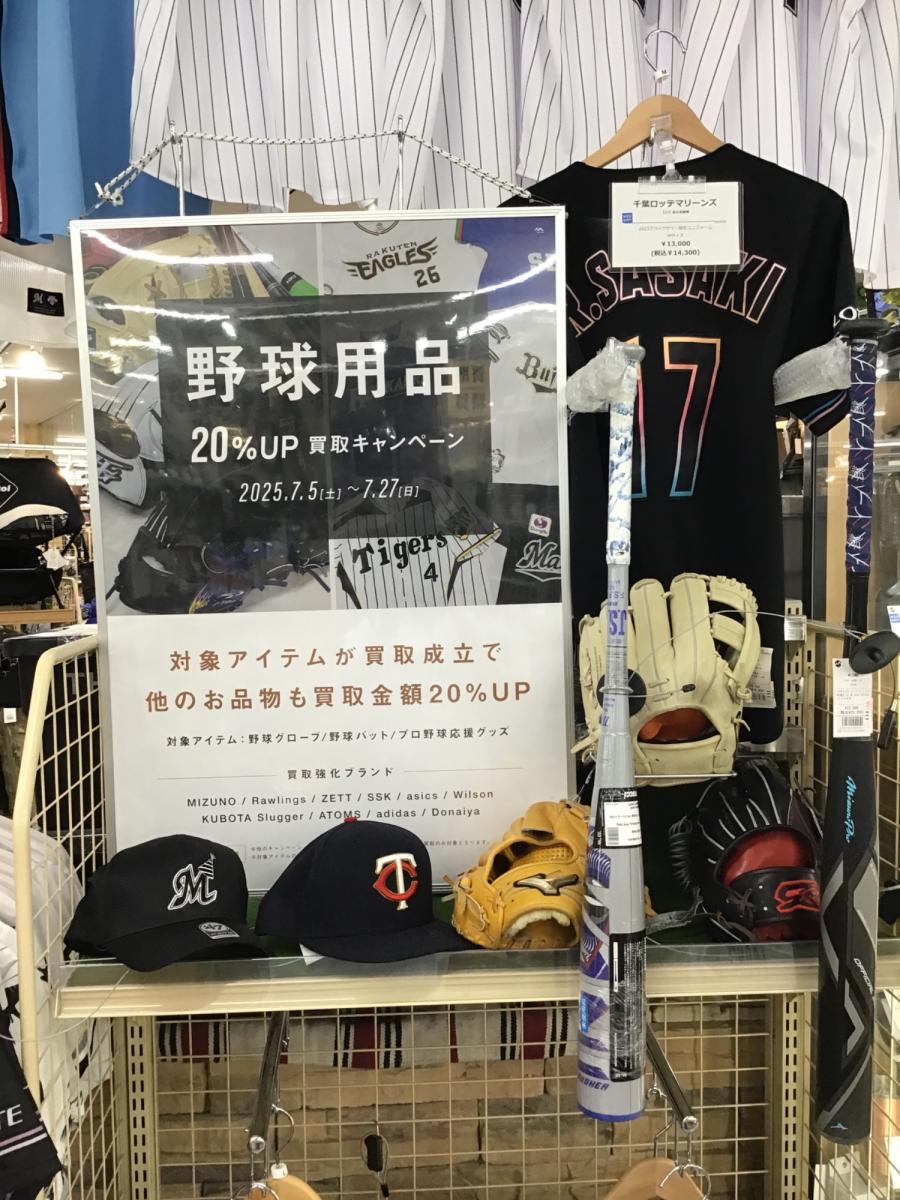 千葉ロッテマリーンズ
¥13,000
(税込¥14,300)
R.SASAKI
17
RAKUTEN
EAGLES
26
野球用品
20%UP 買取キャンペーン
2025.7.5[土]～7.27[日]
Tigers
4
対象アイテムが買取成立で
他のお品物も買取金額20%UP
対象アイテム：野球グローブ/野球バット/プロ野球応援グッズ
買取強化ブランド
MIZUNO / Rawlings / ZETT / SSK / asics / Wilson
KUBOTA Slugger / ATOMS / adidas / Donaiya
M
'47
TC